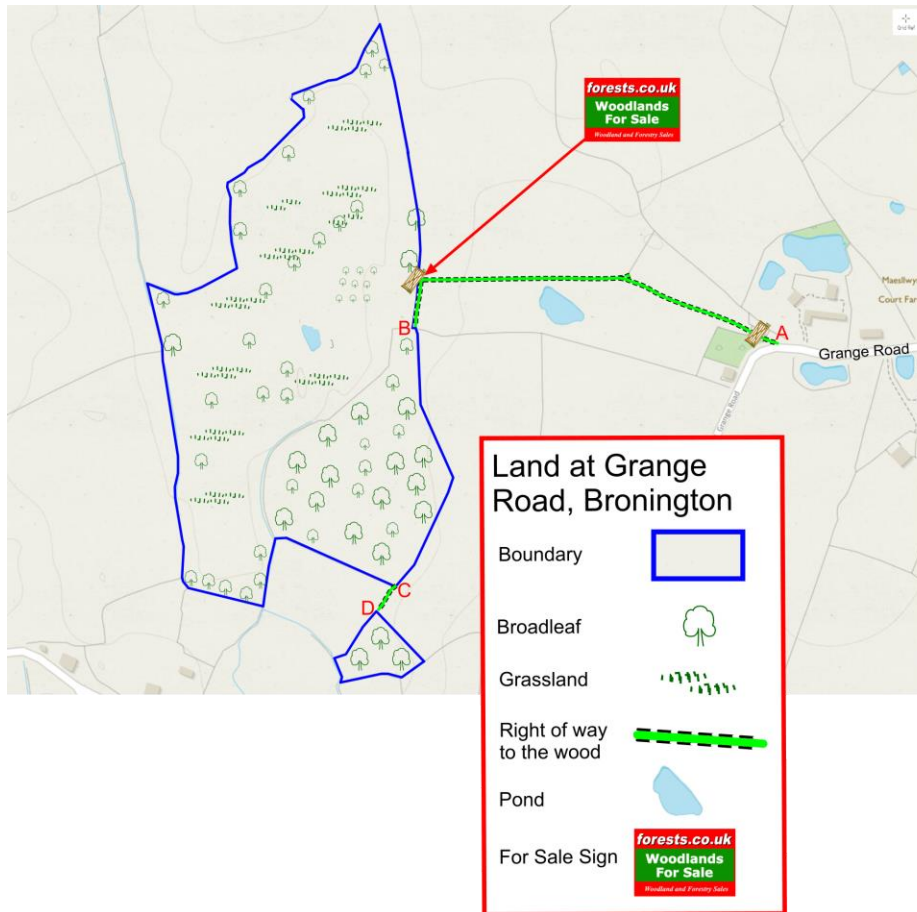 Grid Ref
forests.co.uk
Woodlands
For Sale
Woodland and Forestry Sales
Court Farm
B
A
Grange Road
Grange Road
Land at Grange
Road, Bronington
Boundary
C
D
Broadleaf
Grassland
Right of way
to the wood
Pond
For Sale Sign
forests.co.uk
Woodlands
For Sale
Woodland and Forestry Sales